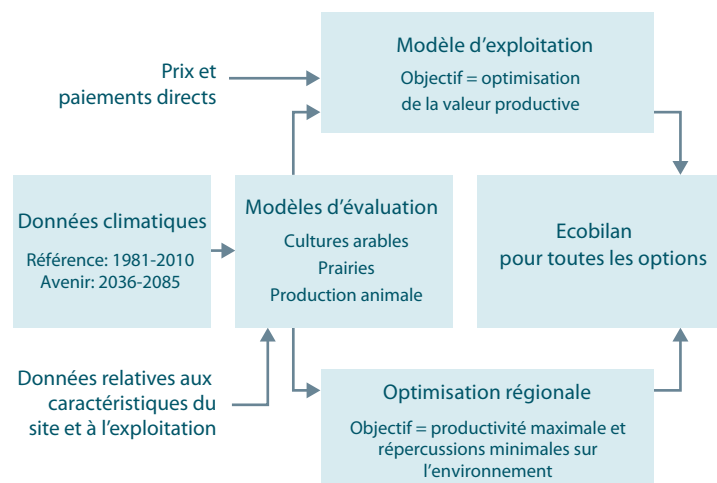 Modèle d'exploitation
Objectif = optimisation
de la valeur productive
Prix et
paiements directs
Données climatiques
Référence: 1981-2010
Avenir: 2036-2085
Modèles d'évaluation
Cultures arables
Prairies
Production animale
Ecobilan
pour toutes les options
Données relatives aux
caractéristiques du
site et à l'exploitation
Optimisation régionale
Objectif = productivité maximale et
répercussions minimales sur
l'environnement